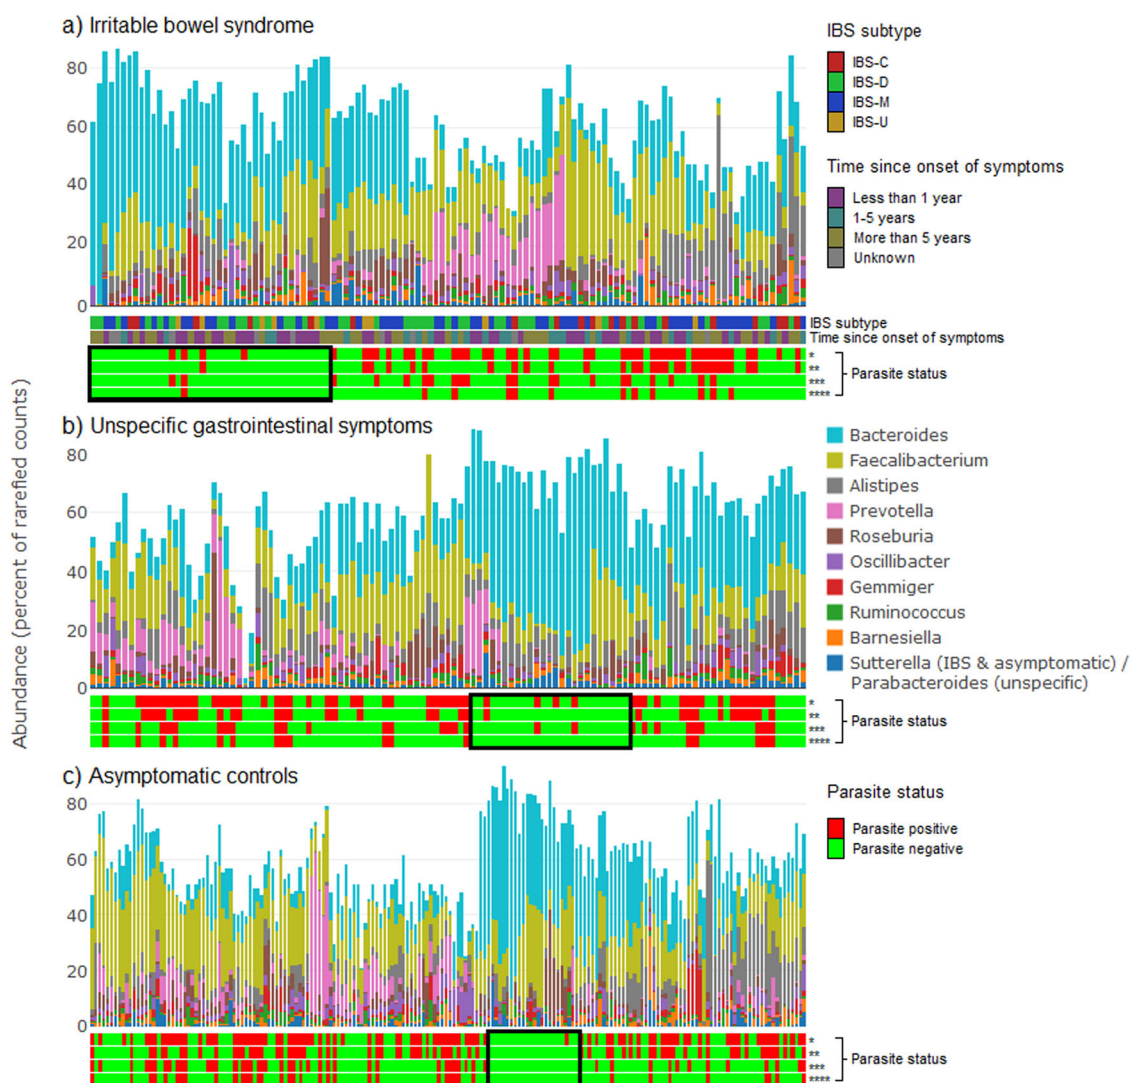 a) Irritable bowel syndrome
80
60
40
20
0
IBS subtype
Time since onset of symptoms
*
**
***
****
Parasite status
IBS subtype
IBS-C
IBS-D
IBS-M
IBS-U
Time since onset of symptoms
Less than 1 year
1-5 years
More than 5 years
Unknown
Abundance (percent of rarefied counts)
b) Unspecific gastrointestinal symptoms
80
60
40
20
0
*
**
***
****
Parasite status
Bacteroides
Faecalibacterium
Alistipes
Prevotella
Roseburia
Oscillibacter
Gemmiger
Ruminococcus
Barnesiella
Sutterella (IBS & asymptomatic) /
Parabacteroides (unspecific)
c) Asymptomatic controls
80
60
40
20
0
*
**
***
****
Parasite status
Parasite status
Parasite positive
Parasite negative